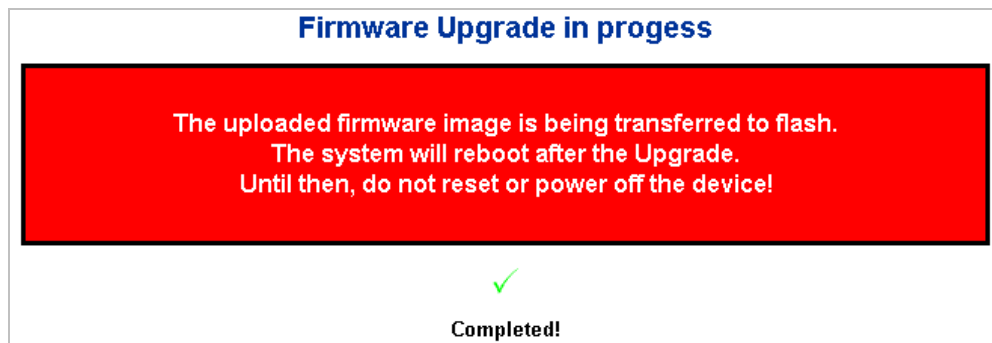 Firmware Upgrade in progess
The uploaded firmware image is being transferred to flash.
The system will reboot after the Upgrade.
Until then, do not reset or power off the device!
Completed!